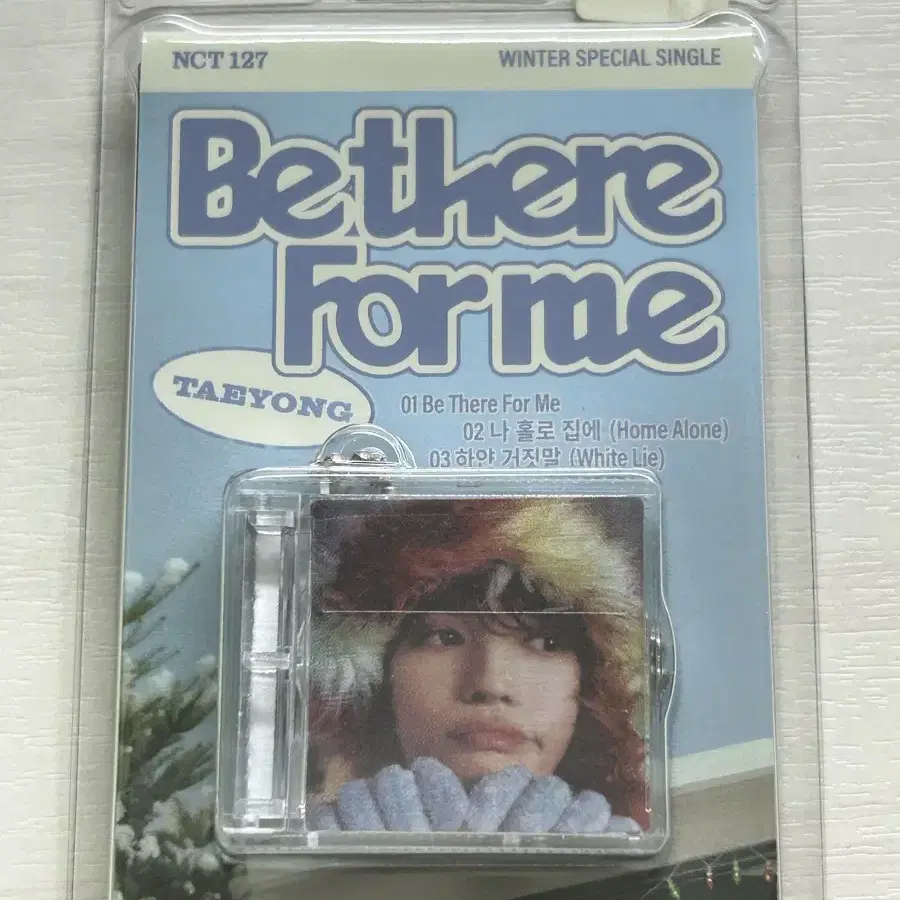 NCT 127
WINTER SPECIAL SINGLE
Be there
For me
TAEYONG
01 Be There For Me
02 나 홀로 집에 (Home Alone)
03 하얀 거짓말 (White Lie)